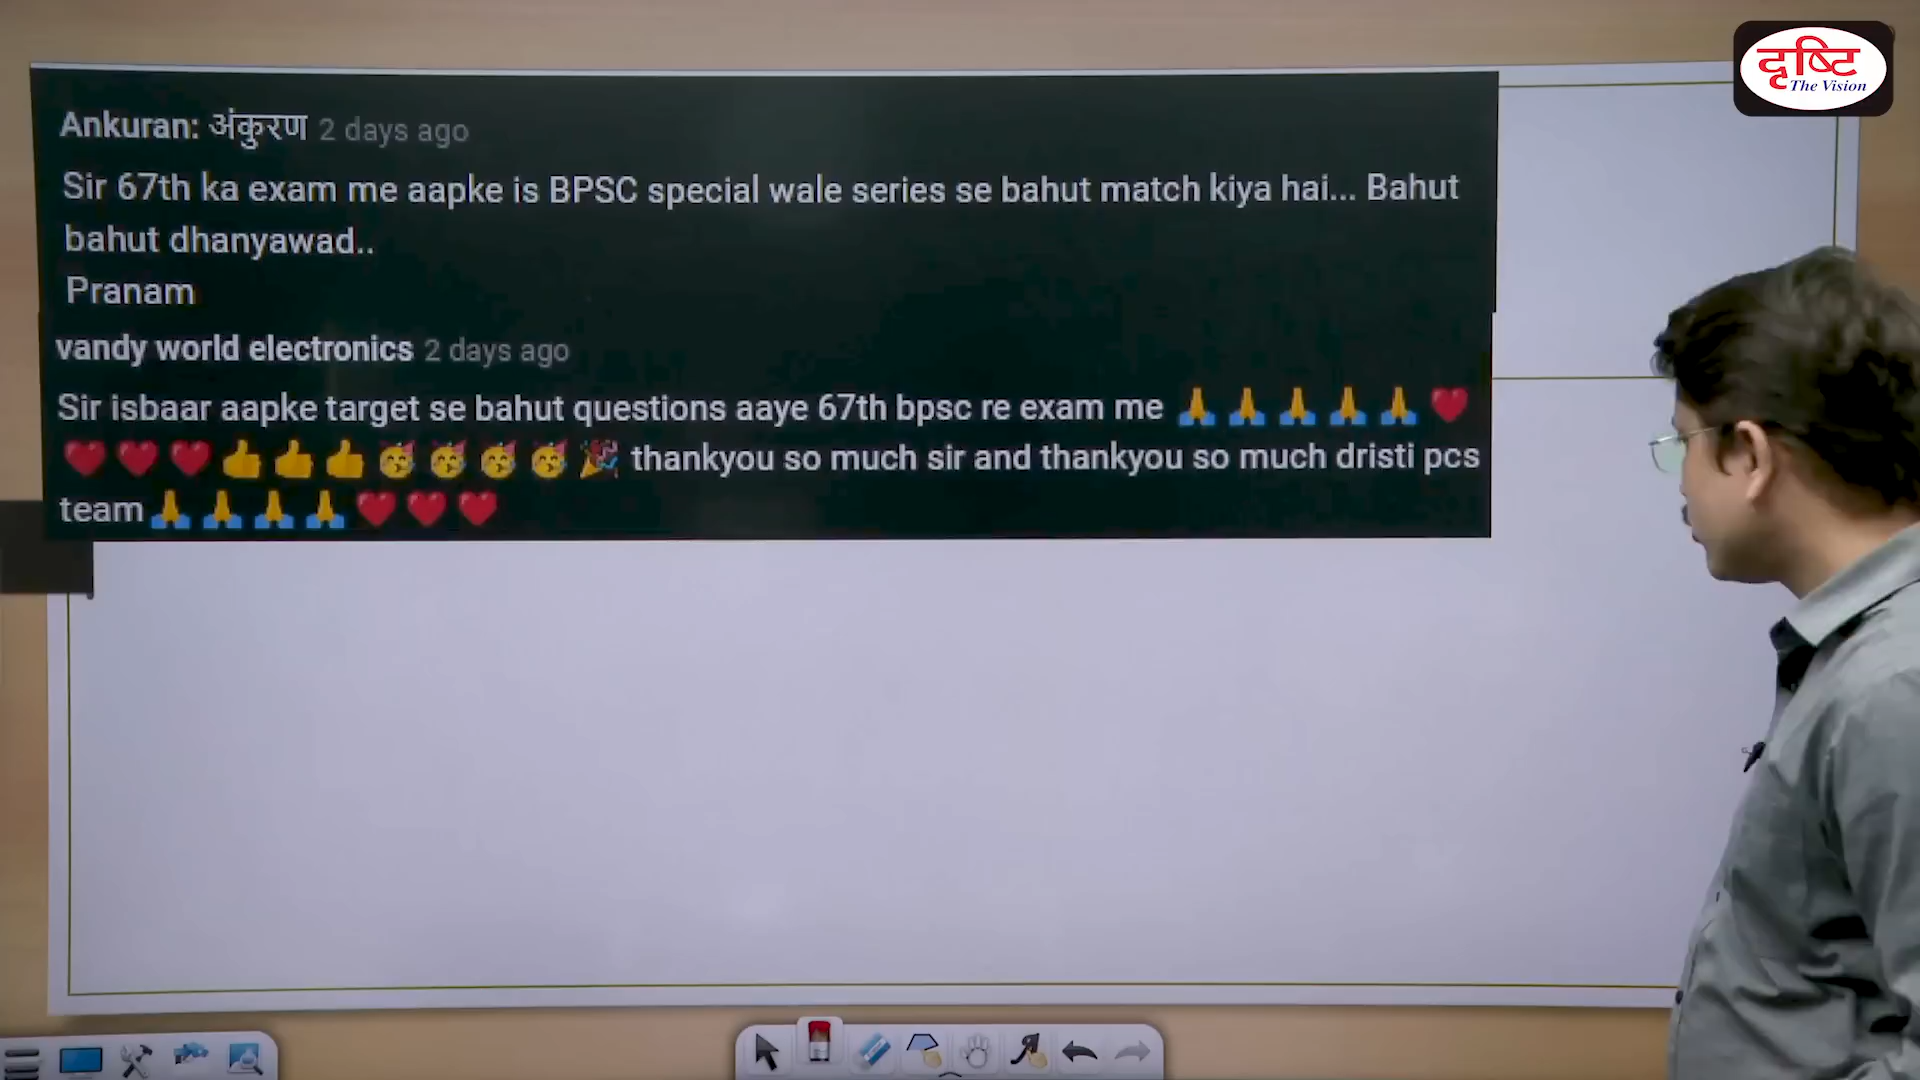 दृष्टि
The Vision
Ankuran: अंकुरण 2 days ago
Sir 67th ka exam me aapke is BPSC special wale series se bahut match kiya hai... Bahut
bahut dhanyawad..
Pranam
vandy world electronics 2 days ago
Sir isbaar aapke target se bahut questions aaye 67th bpsc re exam me 🙏🙏🙏🙏🙏❤️
❤️❤️❤️👍👍👍🥳🥳🥳🥳🎉 thankyou so much sir and thankyou so much dristi pcs
team🙏🙏🙏🙏❤️❤️❤️